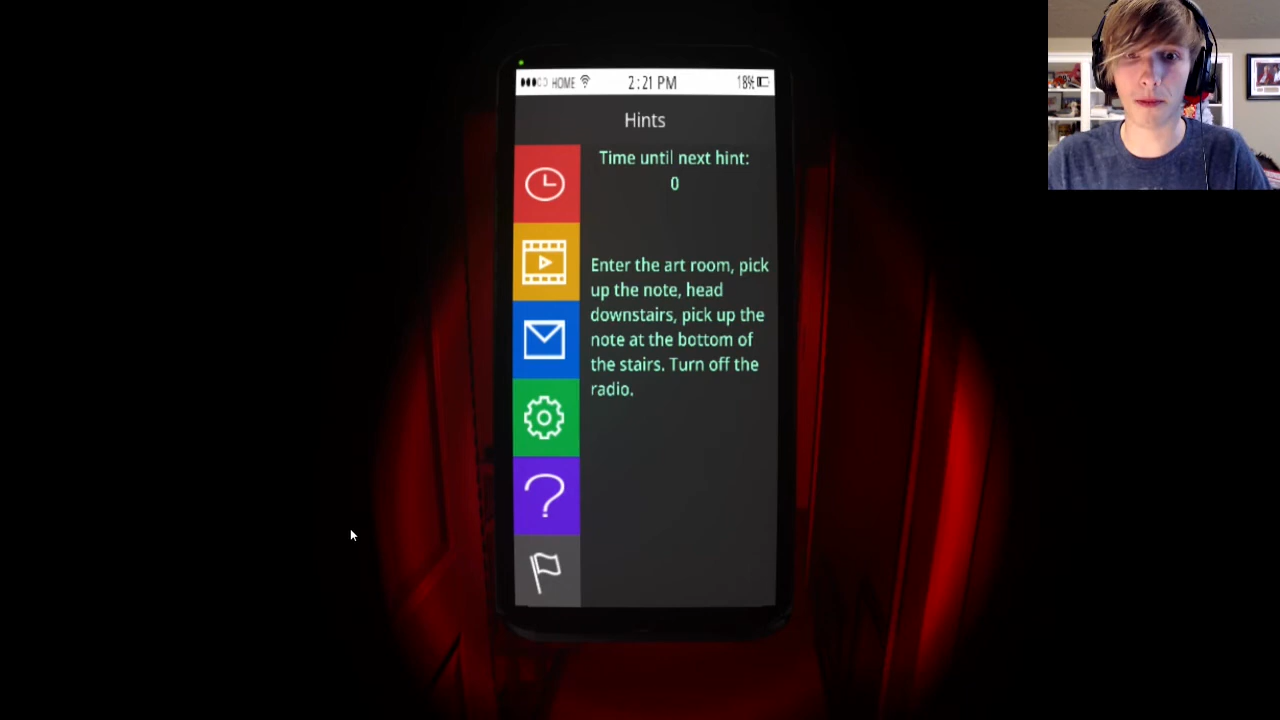 HOME 2:21 PM 18%
Hints
Time until next hint:
0
Enter the art room, pick
up the note, head
downstairs, pick up the
note at the bottom of
the stairs. Turn off the
radio.